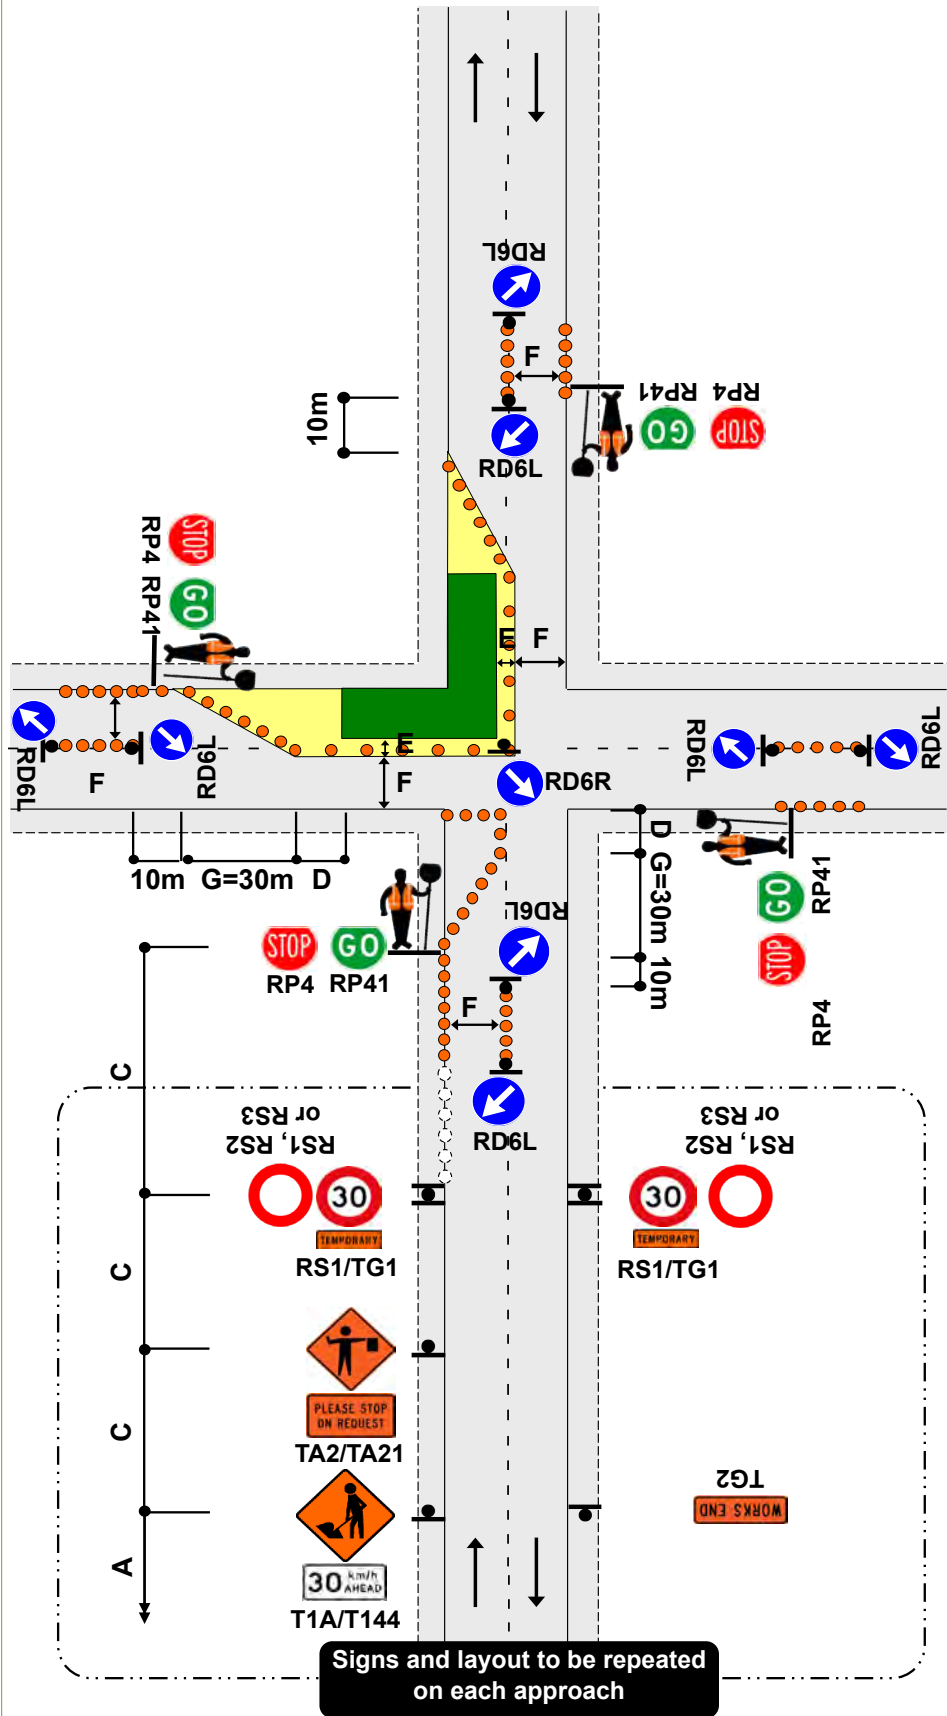 RD6L
F
RP41 RP4
GO STOP
10m
RD6L
STOP
RP4
GO
RP41
E
F
RD6L
RD6L
F
E
F
RD6R
RD6L
RD6L
10m
G=30m
D
D
G=30m
10m
GO
RP41
STOP
RP4
STOP
GO
RP4
RP41
RD6L
F
RD6L
C
RS1, RS2
or RS3
30
TEMPORARY
RS1/TG1
RS1, RS2
or RS3
30
TEMPORARY
RS1/TG1
C
PLEASE STOP
ON REQUEST
TA2/TA21
C
30 km/h
AHEAD
T1A/T144
TG2
WORKS END
A
Signs and layout to be repeated
on each approach